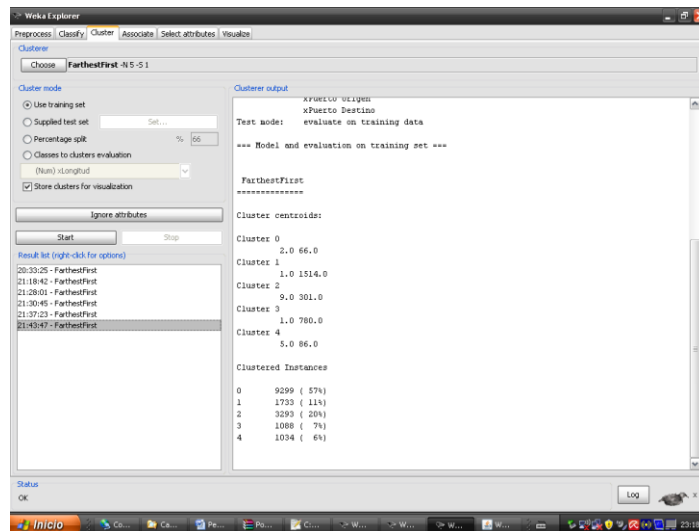 Weka Explorer
Preprocess Classify Cluster Associate Select attributes Visualize
Clusterer
Choose FarthestFirst -N 5 -S 1
Cluster mode
Use training set
Supplied test set Set...
Percentage split % 66
Classes to clusters evaluation
(Num) xLongitud
Store clusters for visualization
Ignore attributes
Start Stop
Result list (right-click for options)
20:33:25 - FarthestFirst
21:18:42 - FarthestFirst
21:28:01 - FarthestFirst
21:30:45 - FarthestFirst
21:37:23 - FarthestFirst
21:43:47 - FarthestFirst
Clusterer output
xPuerto Origen
xPuerto Destino
Test mode: evaluate on training data
=== Model and evaluation on training set ===
FarthestFirst
==============
Cluster centroids:
Cluster 0
2.0 66.0
Cluster 1
1.0 1514.0
Cluster 2
9.0 301.0
Cluster 3
1.0 780.0
Cluster 4
5.0 86.0
Clustered Instances
0 9299 ( 57%)
1 1733 ( 11%)
2 3293 ( 20%)
3 1088 ( 7%)
4 1034 ( 6%)
Status
OK
Log x
Inicio Co... Ca... Pe... Po... C:... W... W... W... W... 23:18